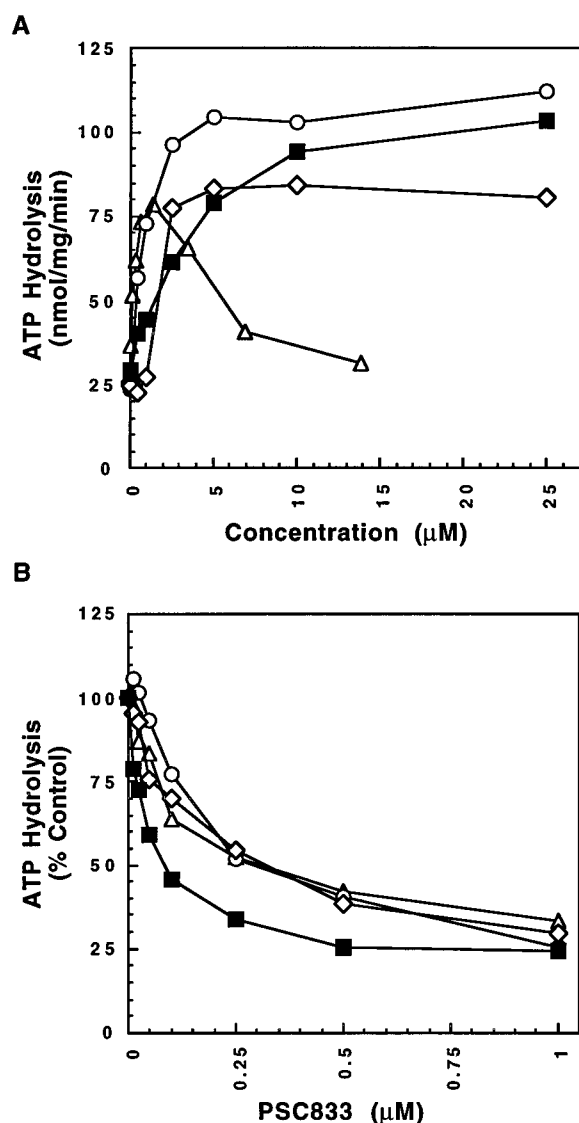 A
ATP Hydrolysis
(nmol/mg/min)
125
100
75
50
25
0
0
5
10
15
20
25
Concentration (μM)
B
ATP Hydrolysis
(% Control)
125
100
75
50
25
0
0
0.25
0.5
0.75
1
PSC833 (μM)